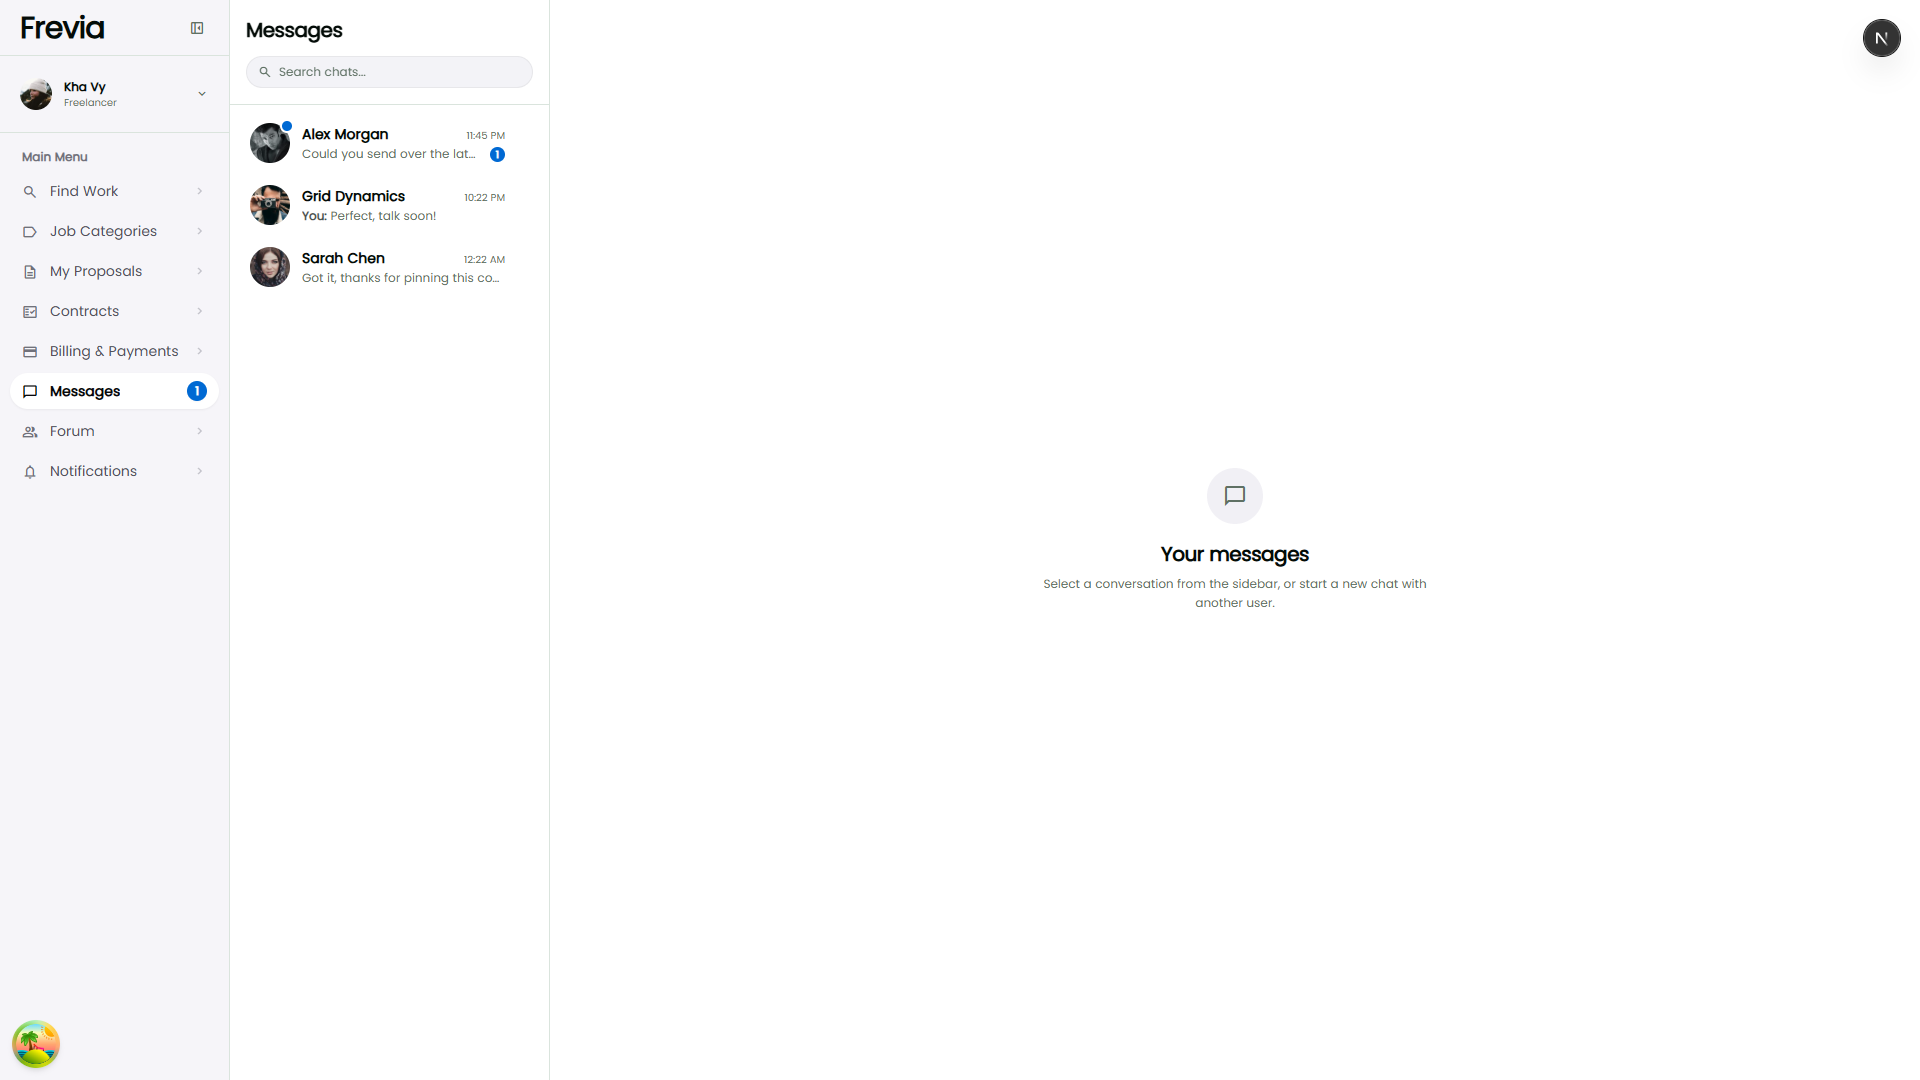 Frevia
Kha Vy
Freelancer
Main Menu
Find Work
Job Categories
My Proposals
Contracts
Billing & Payments
Messages 1
Forum
Notifications
Messages
Search chats...
Alex Morgan 11:45 PM
Could you send over the lat... 1
Grid Dynamics 10:22 PM
You: Perfect, talk soon!
Sarah Chen 12:22 AM
Got it, thanks for pinning this co...
Your messages
Select a conversation from the sidebar, or start a new chat with
another user.
N